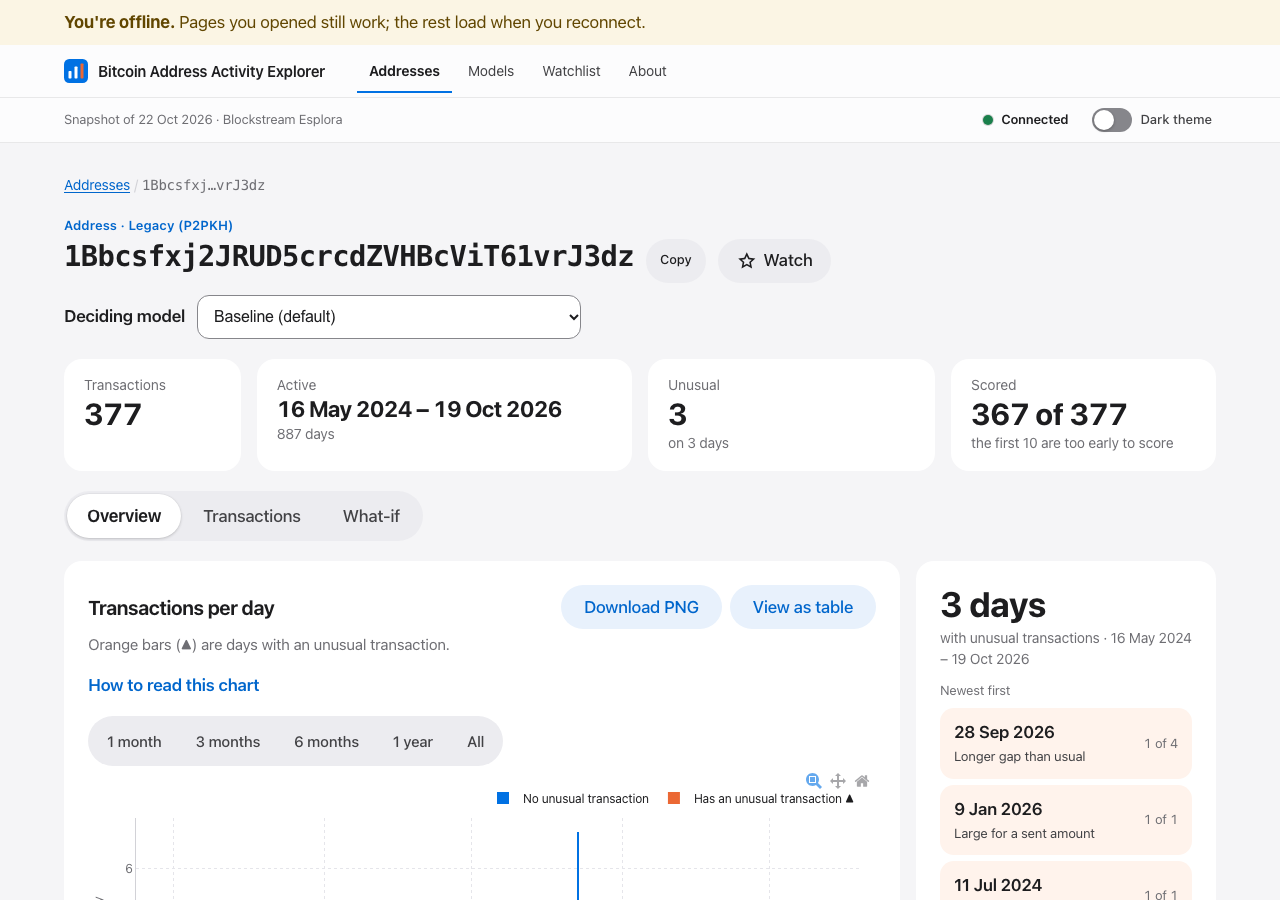 You're offline. Pages you opened still work; the rest load when you reconnect.
Bitcoin Address Activity Explorer
Addresses
Models
Watchlist
About
Snapshot of 22 Oct 2026 · Blockstream Esplora
Connected
Dark theme
Addresses / 1Bbcsfxj…vrJ3dz
Address · Legacy (P2PKH)
1Bbcsfxj2JRUD5crcdZVHBcViT61vrJ3dz
Copy
Watch
Deciding model
Baseline (default)
Transactions
377
Active
16 May 2024 – 19 Oct 2026
887 days
Unusual
3
on 3 days
Scored
367 of 377
the first 10 are too early to score
Overview
Transactions
What-if
Transactions per day
Download PNG
View as table
Orange bars (▲) are days with an unusual transaction.
How to read this chart
1 month
3 months
6 months
1 year
All
No unusual transaction
Has an unusual transaction ▲
6
3 days
with unusual transactions · 16 May 2024
– 19 Oct 2026
Newest first
28 Sep 2026
Longer gap than usual
1 of 4
9 Jan 2026
Large for a sent amount
1 of 1
11 Jul 2024
1 of 1